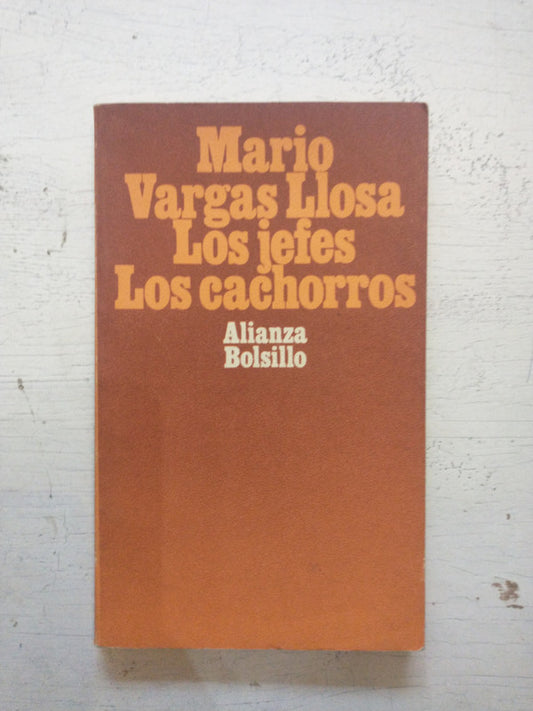 Mario
Vargas Llosa
Los jefes
Los cachorros
Alianza
Bolsillo